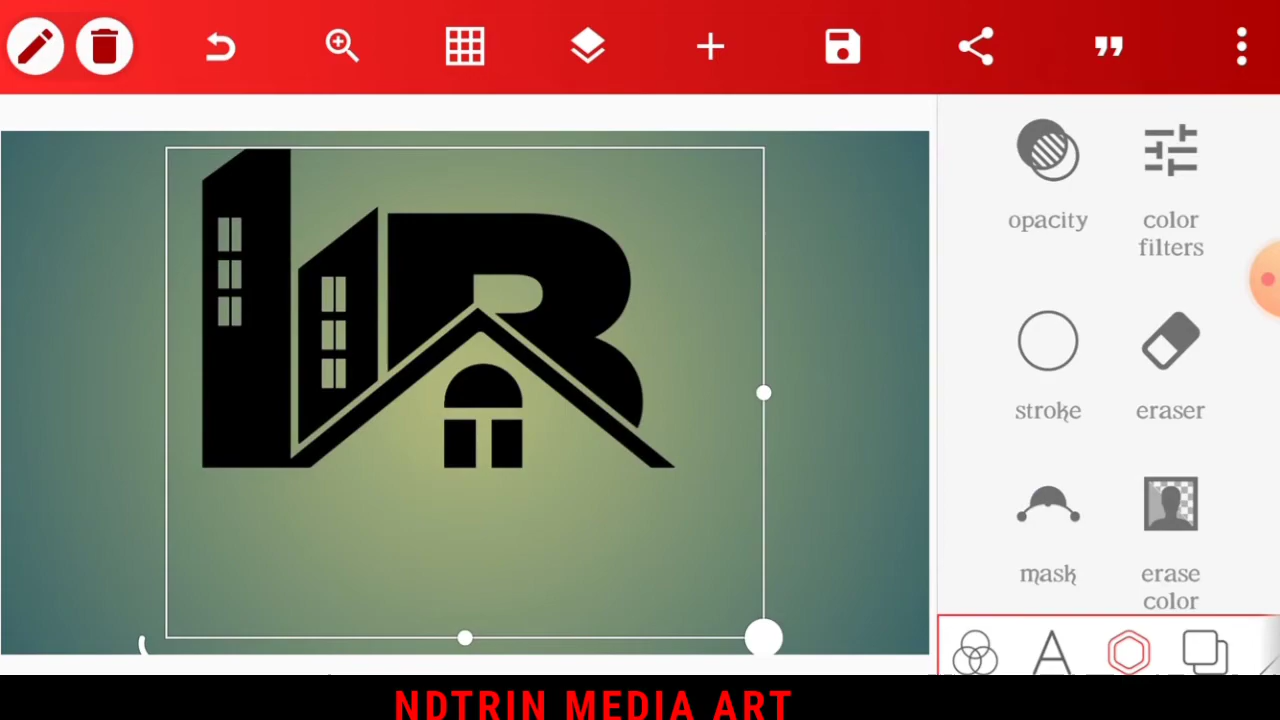 opacity
color
filters
stroke
eraser
mask
erase
color
NDTRIN MEDIA ART